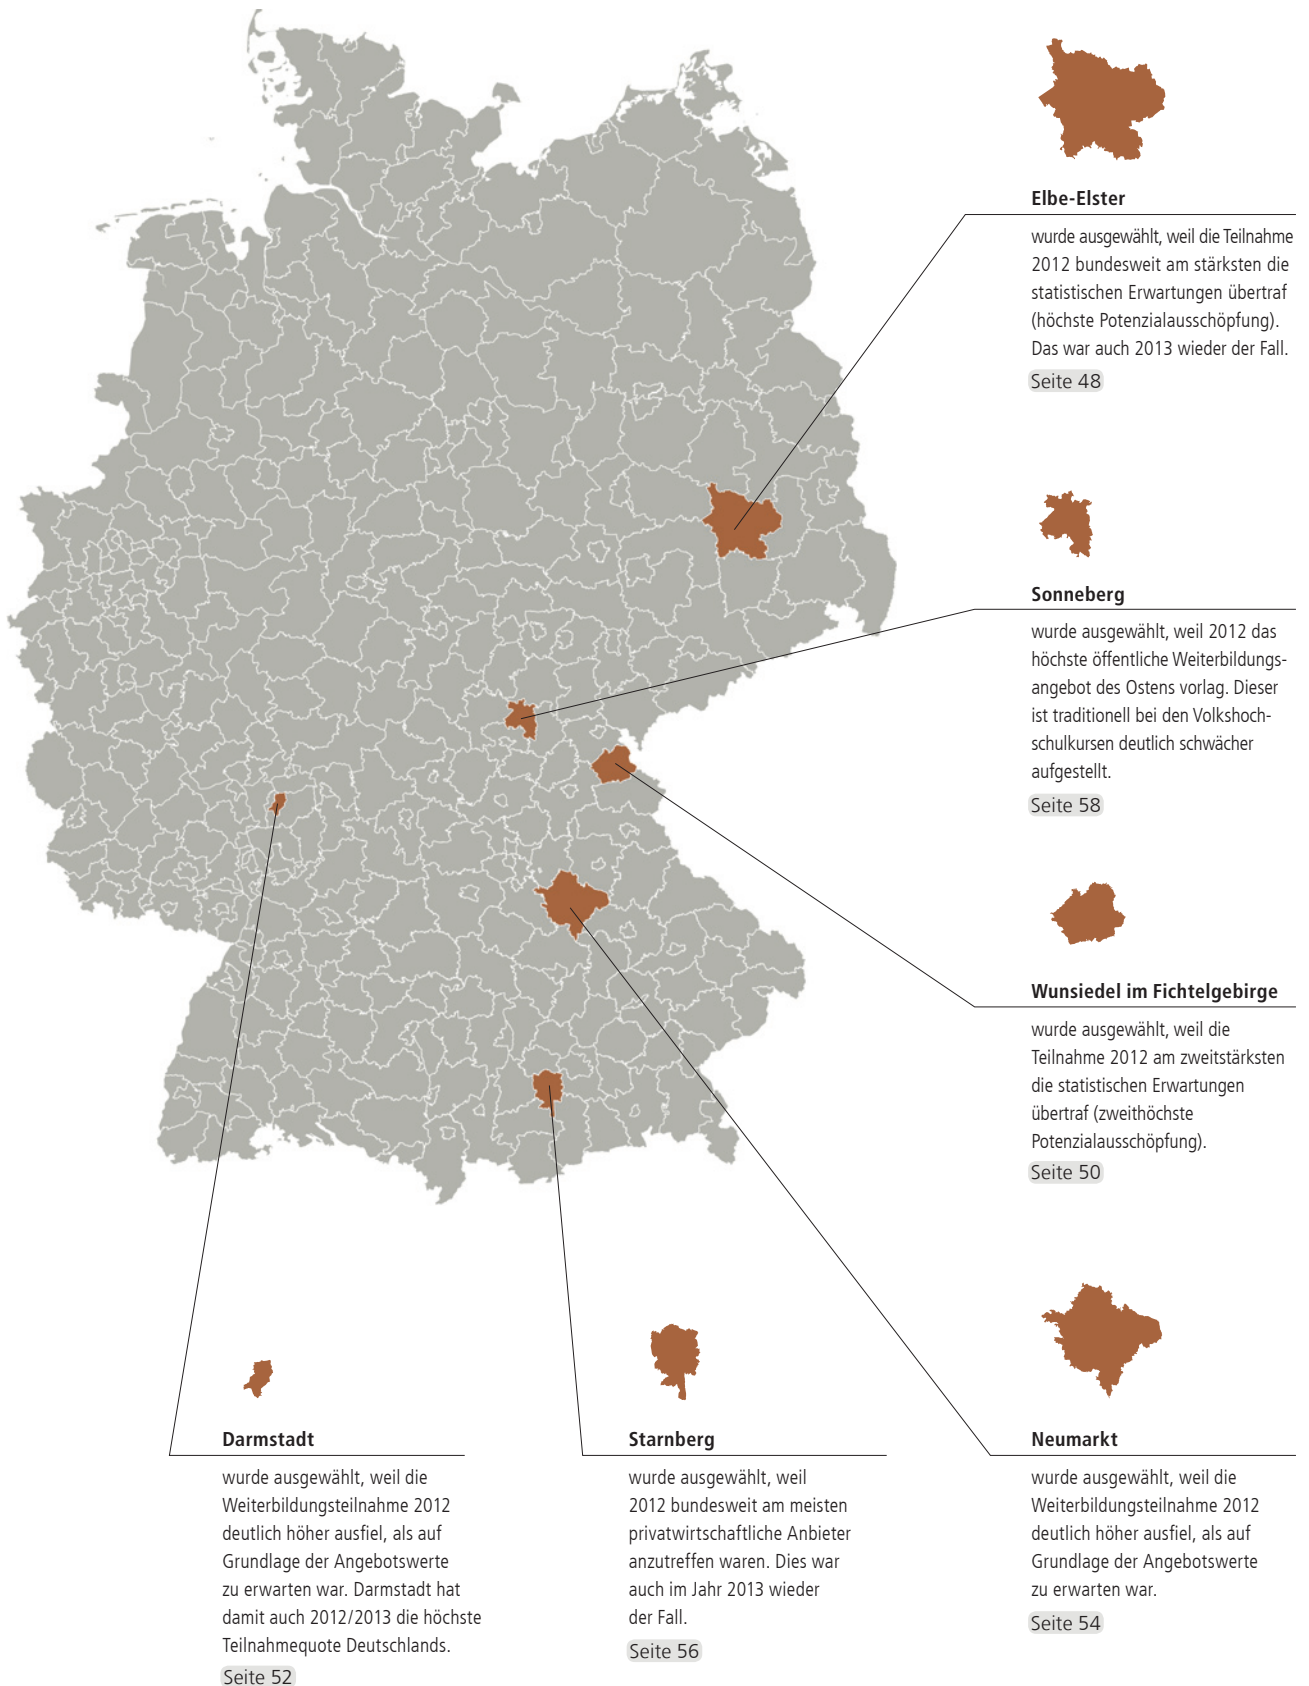 Elbe-Elster
wurde ausgewählt, weil die Teilnahme
2012 bundesweit am stärksten die
statistischen Erwartungen übertraf
(höchste Potenzialausschöpfung).
Das war auch 2013 wieder der Fall.
Seite 48
Sonneberg
wurde ausgewählt, weil 2012 das
höchste öffentliche Weiterbildungs-
angebot des Ostens vorlag. Dieser
ist traditionell bei den Volkshoch-
schulkursen deutlich schwächer
aufgestellt.
Seite 58
Wunsiedel im Fichtelgebirge
wurde ausgewählt, weil die
Teilnahme 2012 am zweitstärksten
die statistischen Erwartungen
übertraf (zweithöchste
Potenzialausschöpfung).
Seite 50
Darmstadt
wurde ausgewählt, weil die
Weiterbildungsteilnahme 2012
deutlich höher ausfiel, als auf
Grundlage der Angebotswerte
zu erwarten war. Darmstadt hat
damit auch 2012/2013 die höchste
Teilnahmequote Deutschlands.
Seite 52
Starnberg
wurde ausgewählt, weil
2012 bundesweit am meisten
privatwirtschaftliche Anbieter
anzutreffen waren. Dies war
auch im Jahr 2013 wieder
der Fall.
Seite 56
Neumarkt
wurde ausgewählt, weil die
Weiterbildungsteilnahme 2012
deutlich höher ausfiel, als auf
Grundlage der Angebotswerte
zu erwarten war.
Seite 54